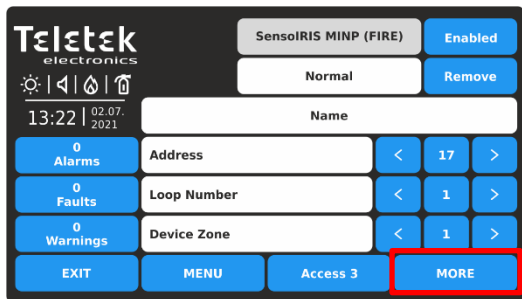 Teletek
electronics
SensoIRIS MINP (FIRE)
Enabled
Normal
Remove
13:22 | 02.07.
2021
Name
0
Alarms
Address
< 17 >
0
Faults
Loop Number
< 1 >
0
Warnings
Device Zone
< 1 >
EXIT
MENU
Access 3
MORE